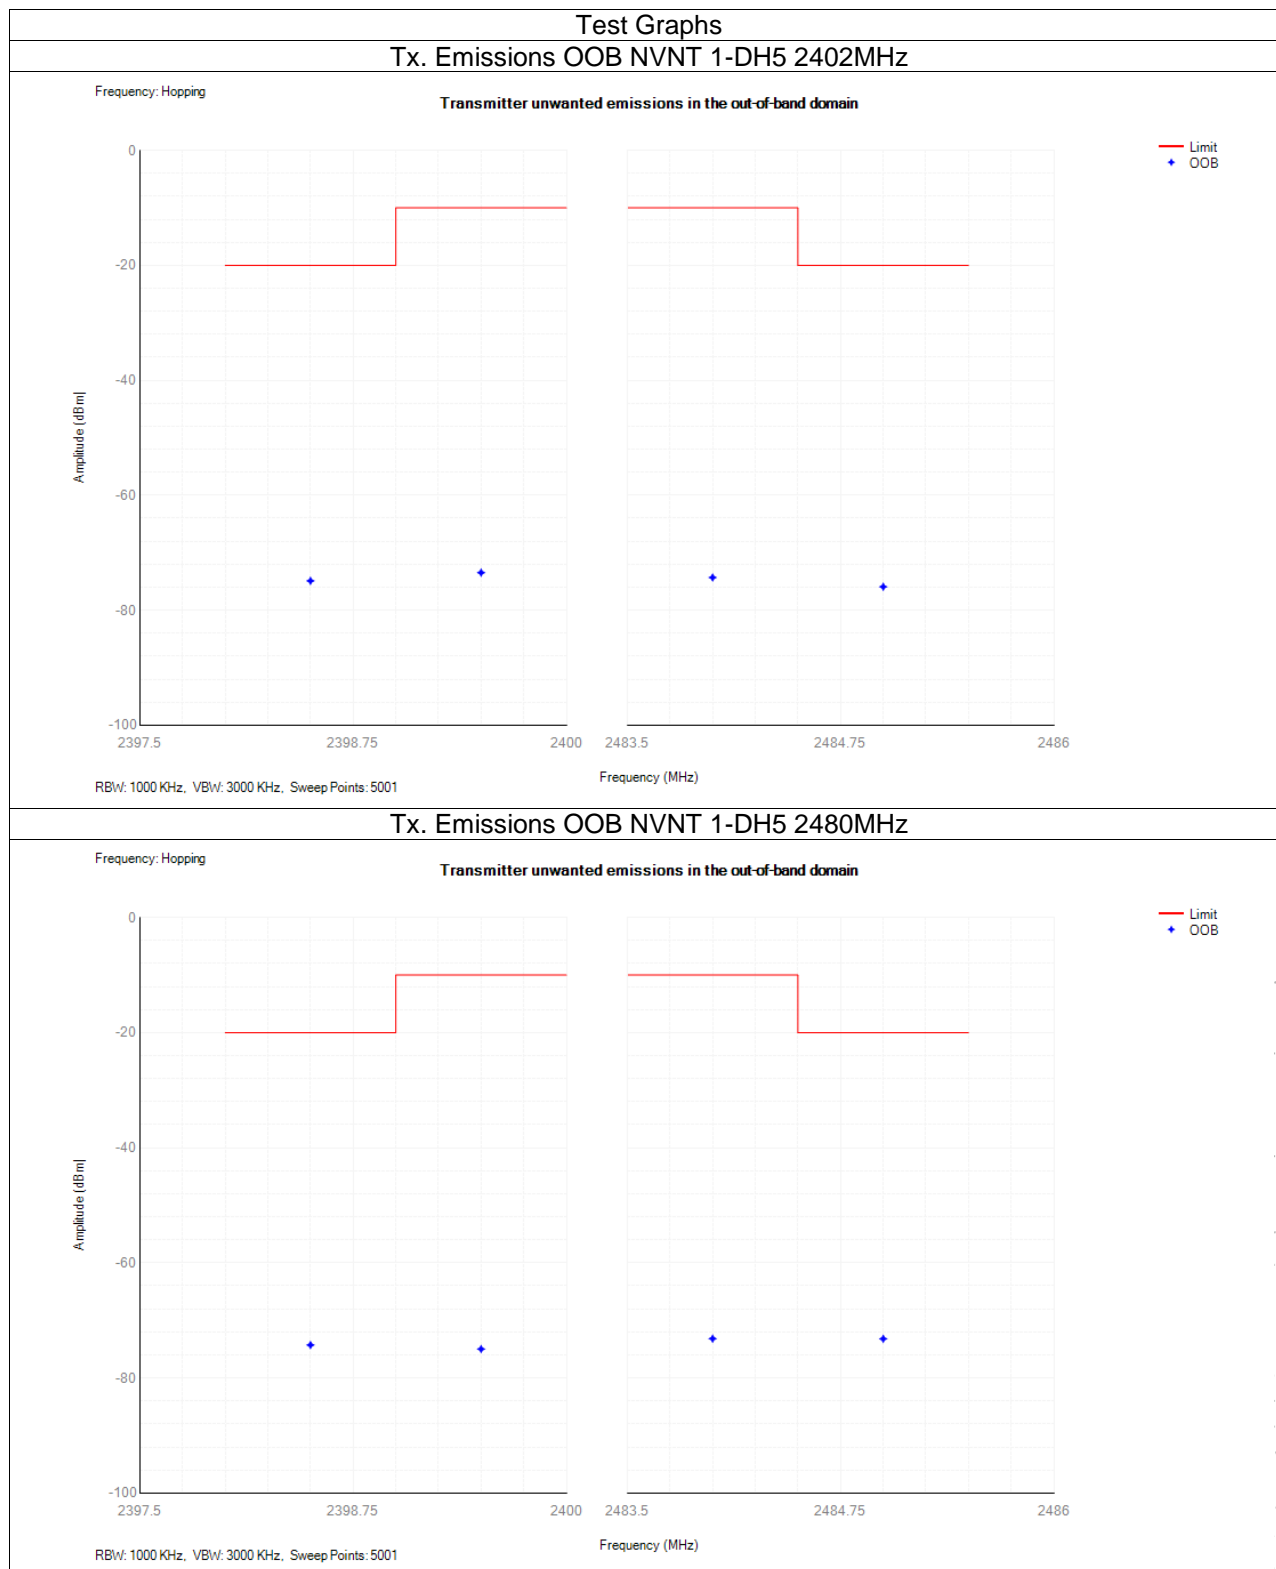 Test Graphs
Tx. Emissions OOB NVNT 1-DH5 2402MHz
Frequency: Hopping
Transmitter unwanted emissions in the out-of-band domain
Limit
OOB
0
-20
-40
-60
-80
-100
Amplitude (dBm)
2397.5 2398.75 2400 2483.5 2484.75 2486
Frequency (MHz)
RBW: 1000 KHz, VBW: 3000 KHz, Sweep Points: 5001
Tx. Emissions OOB NVNT 1-DH5 2480MHz
Frequency: Hopping
Transmitter unwanted emissions in the out-of-band domain
Limit
OOB
0
-20
-40
-60
-80
-100
Amplitude (dBm)
2397.5 2398.75 2400 2483.5 2484.75 2486
Frequency (MHz)
RBW: 1000 KHz, VBW: 3000 KHz, Sweep Points: 5001